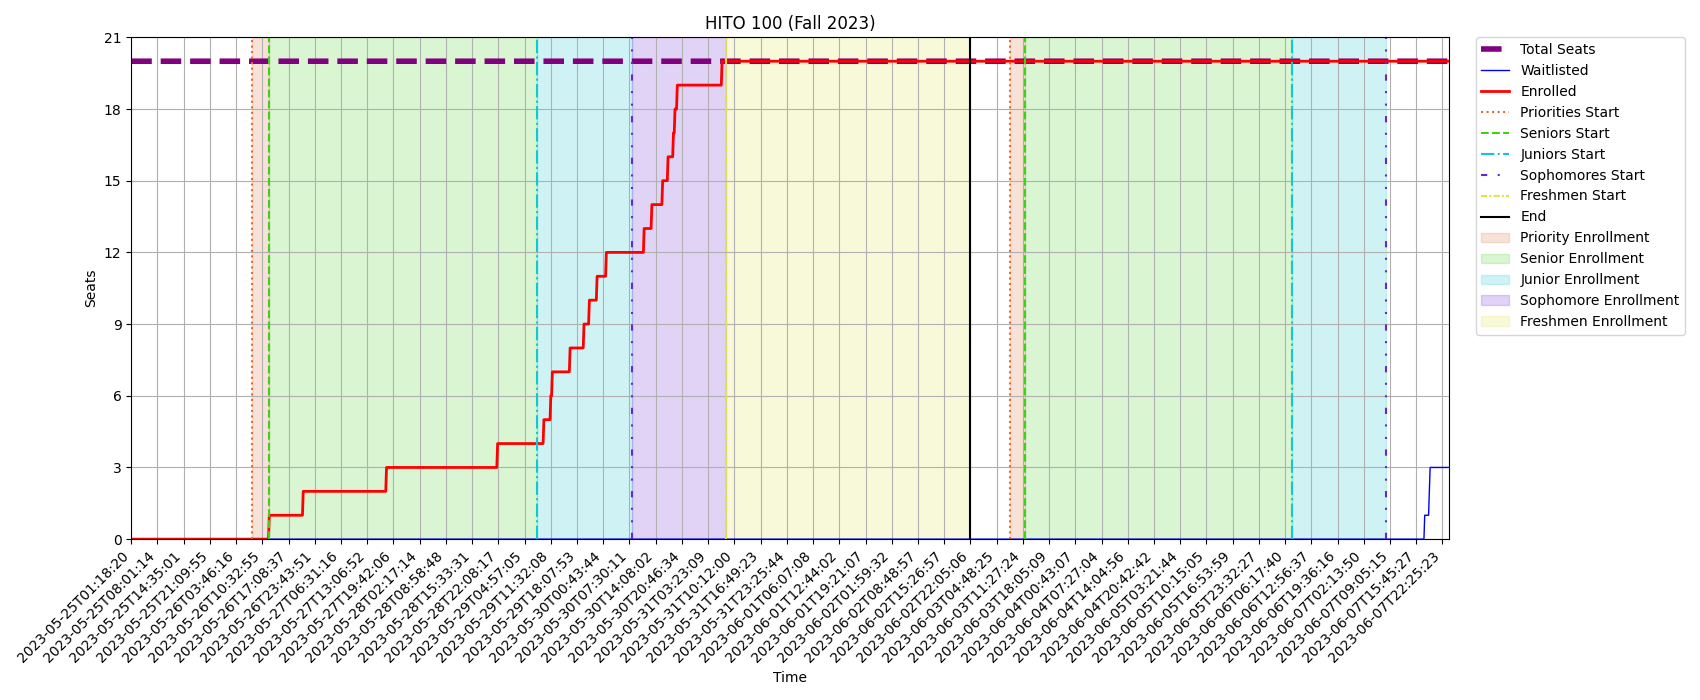 HITO 100 (Fall 2023)
21
18
15
12
9
6
3
0
Seats
2023-05-25T01:18:20
2023-05-25T08:01:14
2023-05-25T14:35:01
2023-05-25T21:09:55
2023-05-26T03:46:16
2023-05-26T10:32:55
2023-05-26T17:08:37
2023-05-26T23:43:51
2023-05-27T06:31:16
2023-05-27T13:06:52
2023-05-27T19:42:06
2023-05-28T02:17:14
2023-05-28T08:58:48
2023-05-28T15:33:31
2023-05-28T22:08:17
2023-05-29T04:57:05
2023-05-29T11:32:08
2023-05-29T18:07:53
2023-05-30T00:43:44
2023-05-30T07:30:11
2023-05-30T14:08:02
2023-05-30T20:46:34
2023-05-31T03:23:09
2023-05-31T10:12:00
2023-05-31T16:49:23
2023-05-31T23:25:44
2023-06-01T06:07:08
2023-06-01T12:44:02
2023-06-01T19:21:07
2023-06-02T01:59:32
2023-06-02T08:48:57
2023-06-02T15:26:57
2023-06-02T22:05:06
2023-06-03T04:48:25
2023-06-03T11:27:24
2023-06-03T18:05:09
2023-06-04T00:43:07
2023-06-04T07:27:04
2023-06-04T14:04:56
2023-06-04T20:42:42
2023-06-05T03:21:44
2023-06-05T10:15:05
2023-06-05T16:53:59
2023-06-05T23:32:27
2023-06-06T06:17:40
2023-06-06T12:56:37
2023-06-06T19:36:16
2023-06-07T02:13:50
2023-06-07T09:05:15
2023-06-07T15:45:27
2023-06-07T22:25:23
Time
Total Seats
Waitlisted
Enrolled
Priorities Start
Seniors Start
Juniors Start
Sophomores Start
Freshmen Start
End
Priority Enrollment
Senior Enrollment
Junior Enrollment
Sophomore Enrollment
Freshmen Enrollment